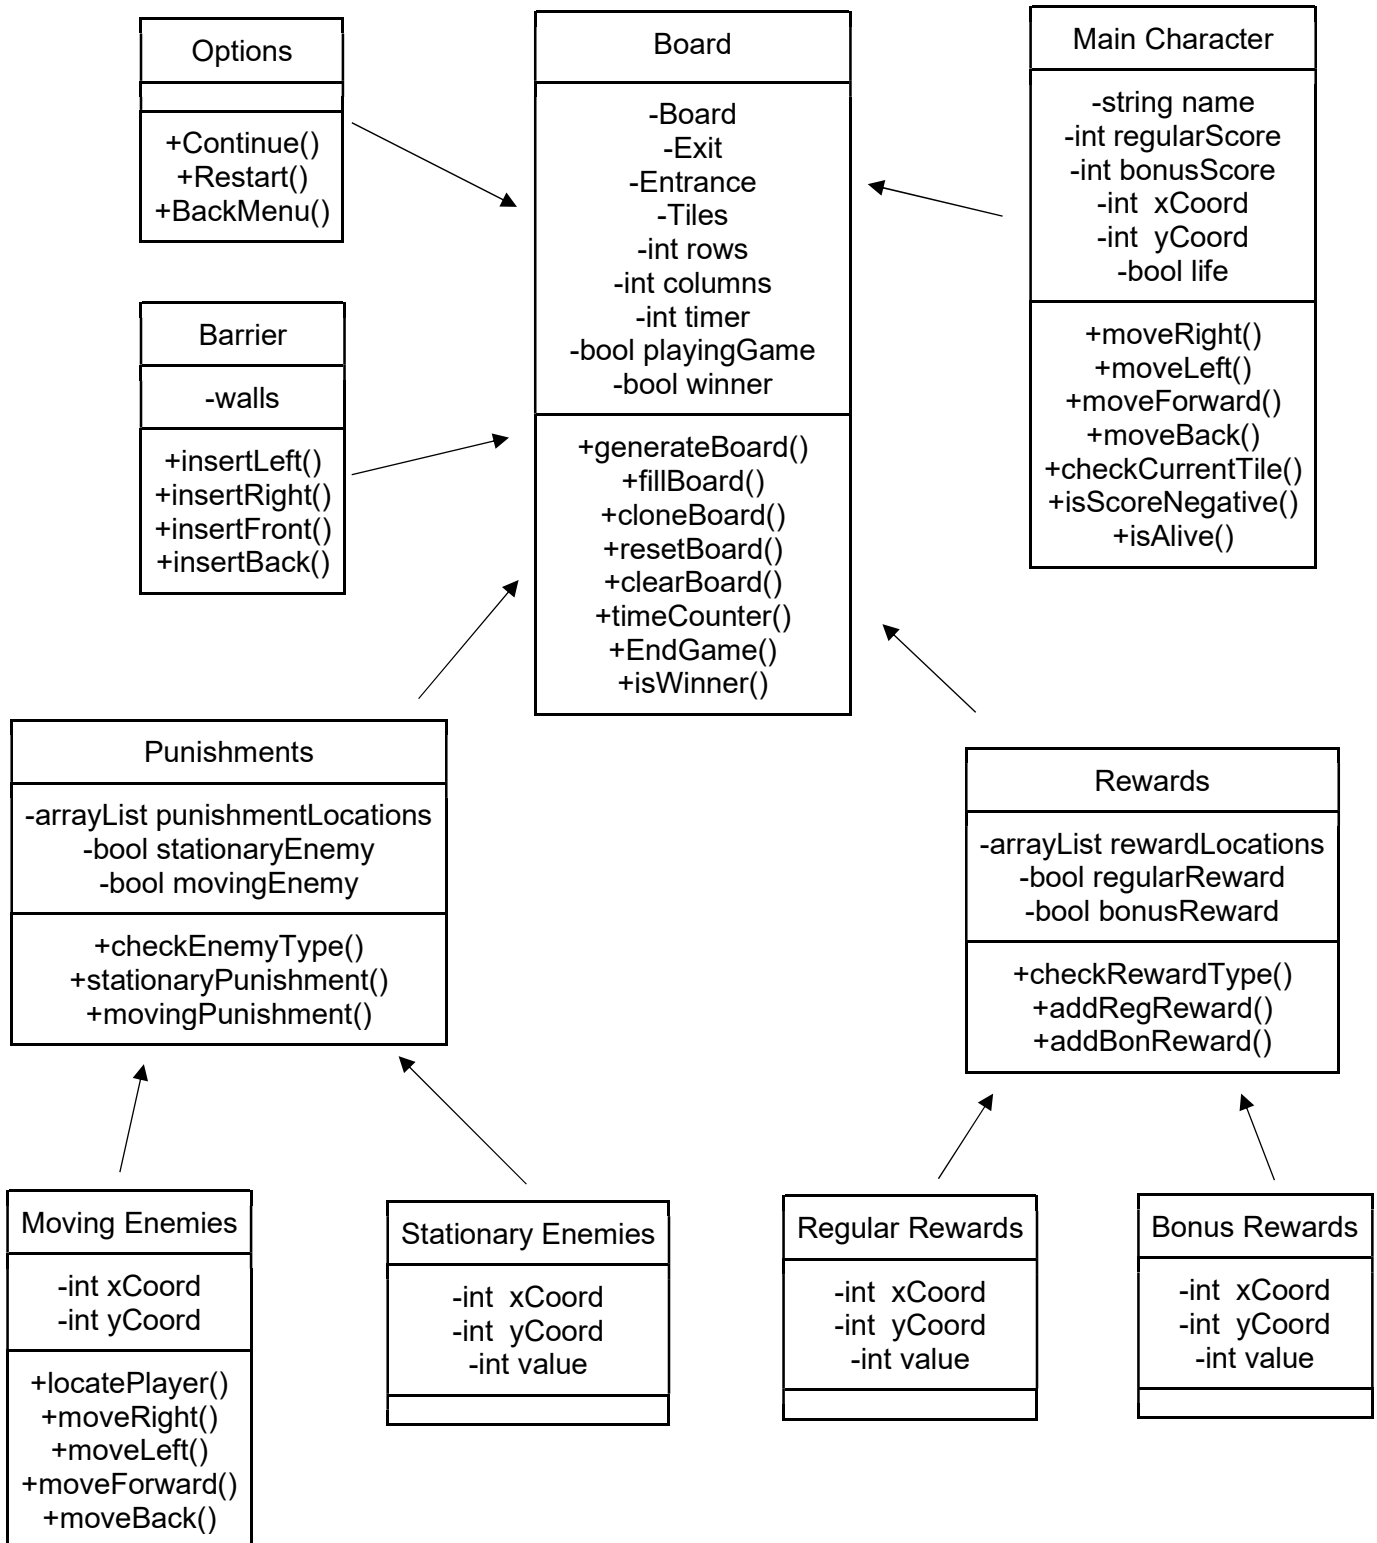 Options
+Continue()
+Restart()
+BackMenu()
Board
-Board
-Exit
-Entrance
-Tiles
-int rows
-int columns
-int timer
-bool playingGame
-bool winner
+generateBoard()
+fillBoard()
+cloneBoard()
+resetBoard()
+clearBoard()
+timeCounter()
+EndGame()
+isWinner()
Main Character
-string name
-int regularScore
-int bonusScore
-int xCoord
-int yCoord
-bool life
+moveRight()
+moveLeft()
+moveForward()
+moveBack()
+checkCurrentTile()
+isScoreNegative()
+isAlive()
Barrier
-walls
+insertLeft()
+insertRight()
+insertFront()
+insertBack()
Punishments
-arrayList punishmentLocations
-bool stationaryEnemy
-bool movingEnemy
+checkEnemyType()
+stationaryPunishment()
+movingPunishment()
Rewards
-arrayList rewardLocations
-bool regularReward
-bool bonusReward
+checkRewardType()
+addRegReward()
+addBonReward()
Moving Enemies
-int xCoord
-int yCoord
+locatePlayer()
+moveRight()
+moveLeft()
+moveForward()
+moveBack()
Stationary Enemies
-int xCoord
-int yCoord
-int value
Regular Rewards
-int xCoord
-int yCoord
-int value
Bonus Rewards
-int xCoord
-int yCoord
-int value